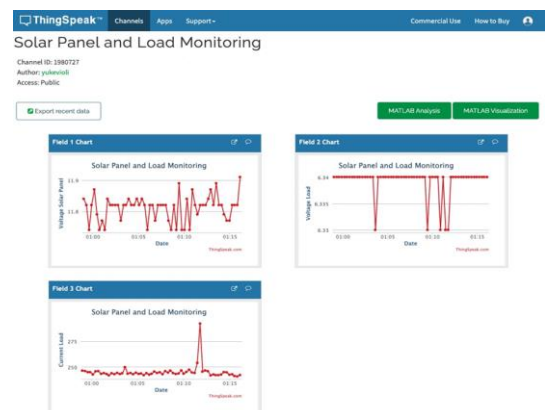 ThingSpeak™ Channels Apps Support Commercial Use How to Buy
Solar Panel and Load Monitoring
Channel ID: 1980727
Author: yukevioli
Access: Public
Export recent data MATLAB Analysis MATLAB Visualization
Field 1 Chart
Solar Panel and Load Monitoring
Voltage Solar Panel
11.9
11.8
01:00 01:05 01:10 01:15
Date
ThingSpeak.com
Field 2 Chart
Solar Panel and Load Monitoring
Voltage Load
6.34
6.335
6.33
01:00 01:05 01:10 01:15
Date
ThingSpeak.com
Field 3 Chart
Solar Panel and Load Monitoring
Current Load
275
250
01:00 01:05 01:10 01:15
Date
ThingSpeak.com